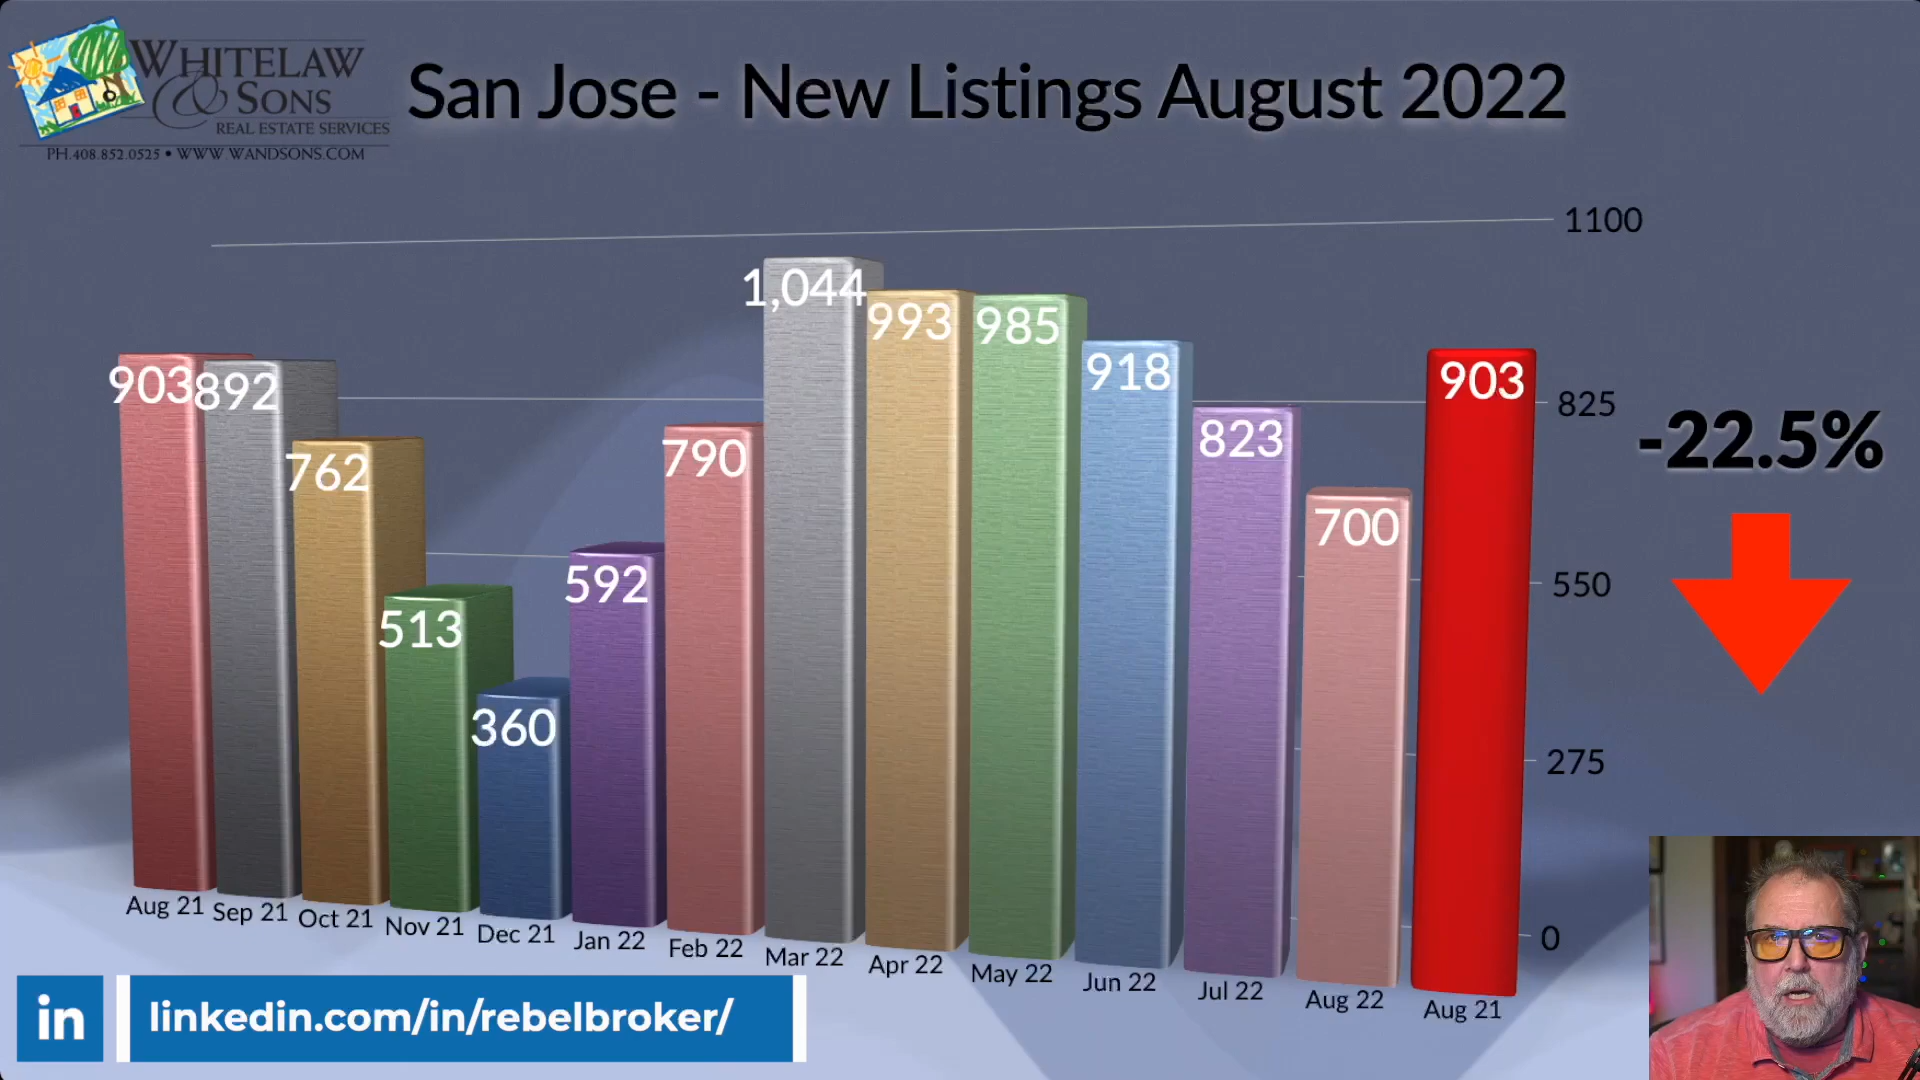 WHITELAW
& SONS
REAL ESTATE SERVICES
PH.408.852.0525 • WWW WANDSONS.COM
San Jose - New Listings August 2022
1100
825
550
275
0
903
892
762
513
360
592
790
1,044
993
985
918
823
700
903
-22.5%
Aug 21
Sep 21
Oct 21
Nov 21
Dec 21
Jan 22
Feb 22
Mar 22
Apr 22
May 22
Jun 22
Jul 22
Aug 22
Aug 21
in
linkedin.com/in/rebelbroker/